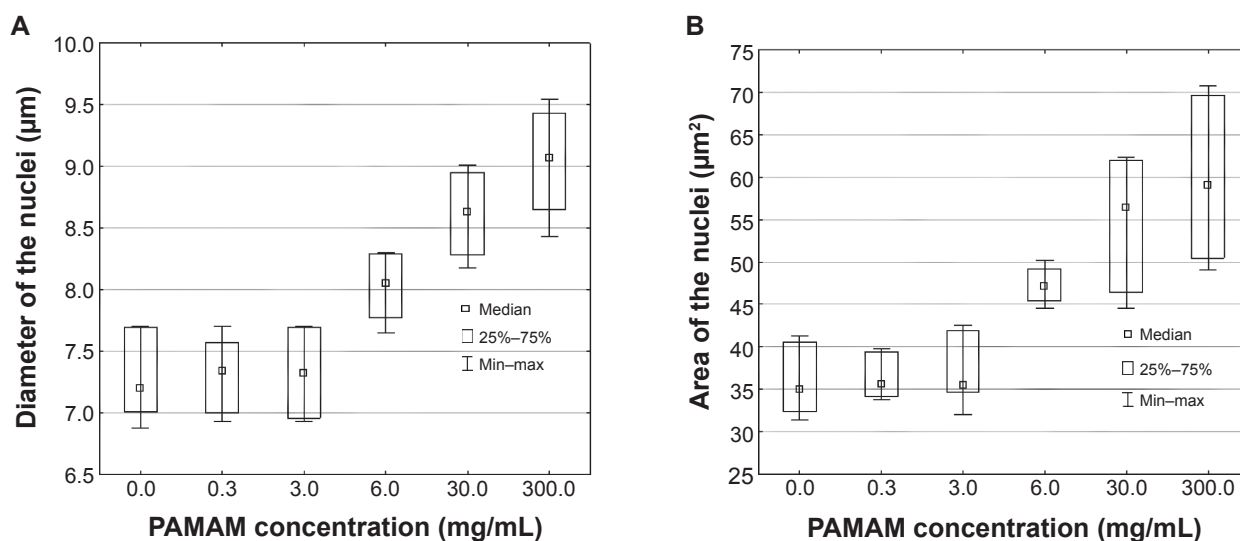 A
Diameter of the nuclei (µm)
10.0
9.5
9.0
8.5
8.0
7.5
7.0
6.5
Median
25%–75%
Min–max
0.0 0.3 3.0 6.0 30.0 300.0
PAMAM concentration (mg/mL)
B
Area of the nuclei (µm²)
75
70
65
60
55
50
45
40
35
30
25
Median
25%–75%
Min–max
0.0 0.3 3.0 6.0 30.0 300.0
PAMAM concentration (mg/mL)